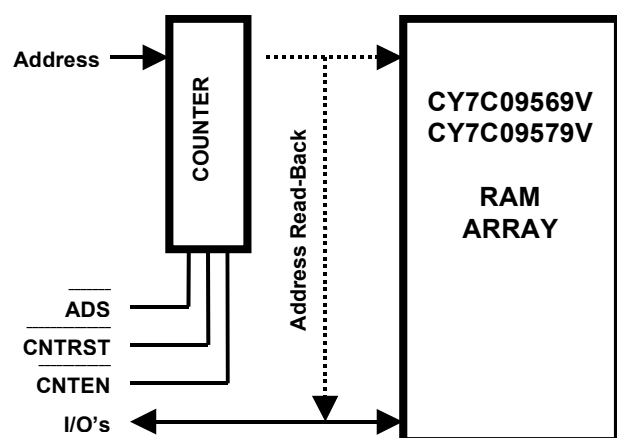 Address
COUNTER
Address Read-Back
CY7C09569V
CY7C09579V
RAM
ARRAY
ADS
CNTRST
CNTEN
I/O's